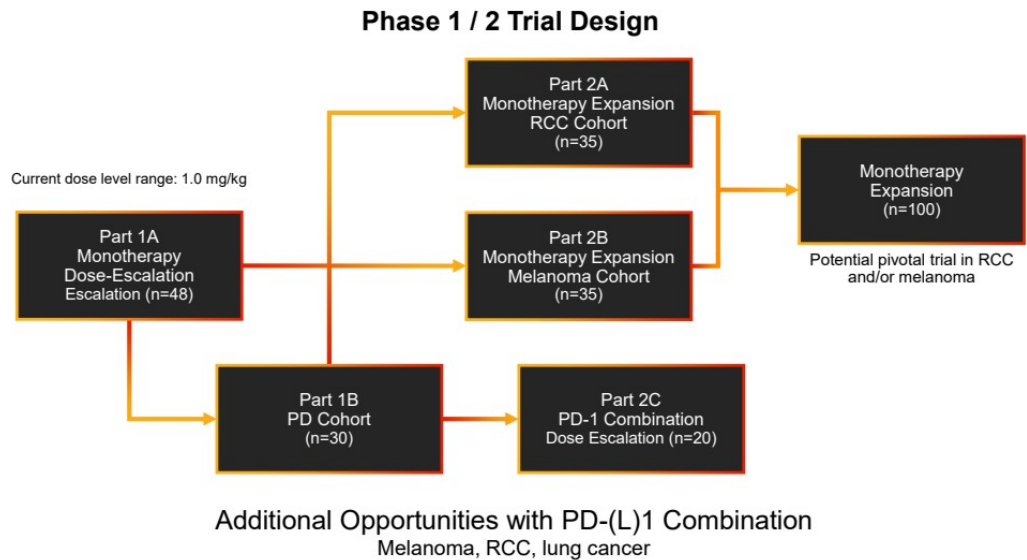 Phase 1 / 2 Trial Design
Part 2A
Monotherapy Expansion
RCC Cohort
(n=35)
Current dose level range: 1.0 mg/kg
Part 1A
Monotherapy
Dose-Escalation
Escalation (n=48)
Part 2B
Monotherapy Expansion
Melanoma Cohort
(n=35)
Monotherapy
Expansion
(n=100)
Potential pivotal trial in RCC
and/or melanoma
Part 1B
PD Cohort
(n=30)
Part 2C
PD-1 Combination
Dose Escalation (n=20)
Additional Opportunities with PD-(L)1 Combination
Melanoma, RCC, lung cancer